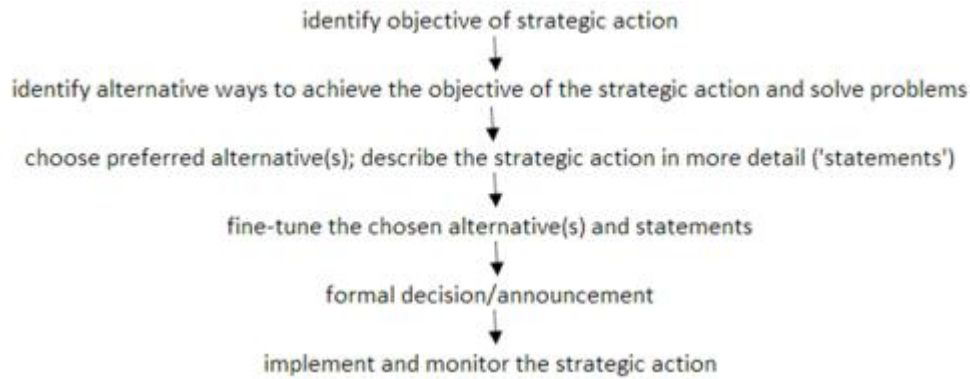 identify objective of strategic action
identify alternative ways to achieve the objective of the strategic action and solve problems
choose preferred alternative(s); describe the strategic action in more detail ('statements')
fine-tune the chosen alternative(s) and statements
formal decision/announcement
implement and monitor the strategic action